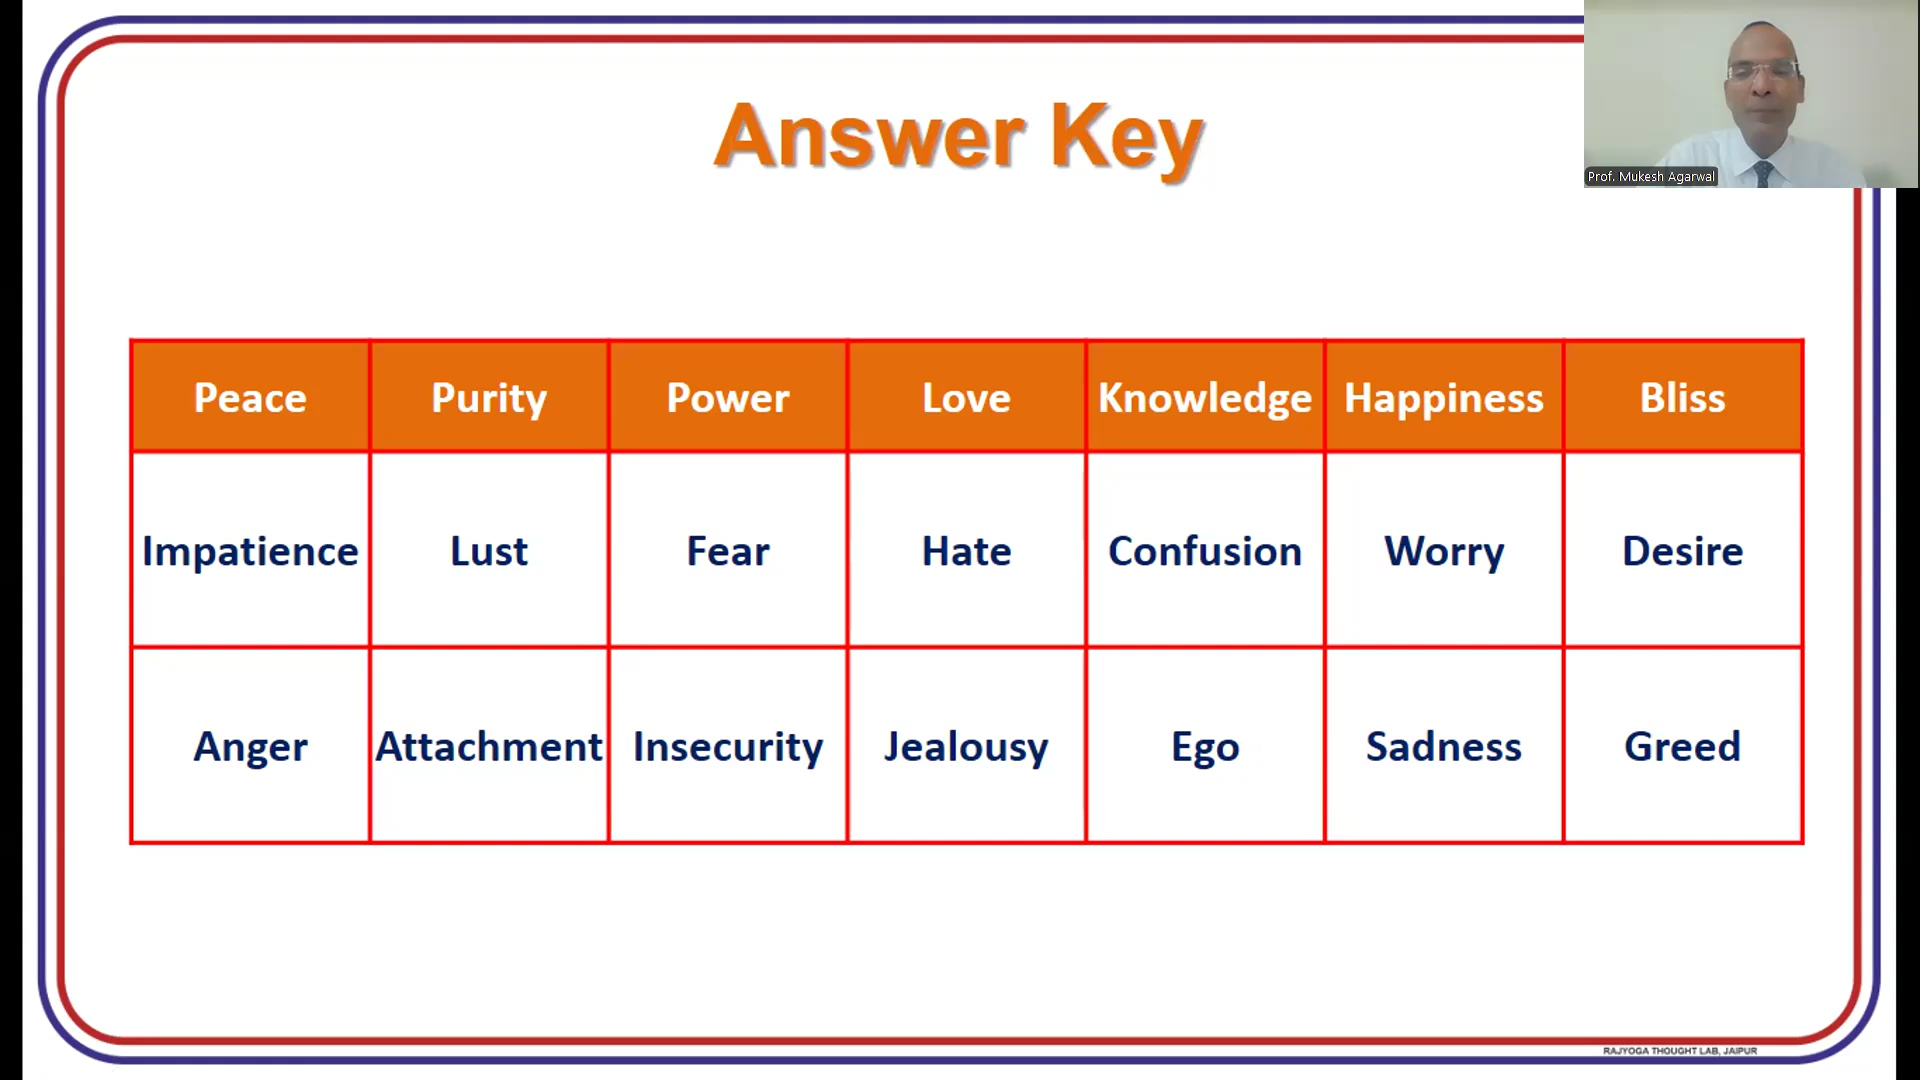 Answer Key
Prof. Mukesh Agarwal
Peace Purity Power Love Knowledge Happiness Bliss
Impatience Lust Fear Hate Confusion Worry Desire
Anger Attachment Insecurity Jealousy Ego Sadness Greed
RAJYOGA THOUGHT LAB, JAIPUR